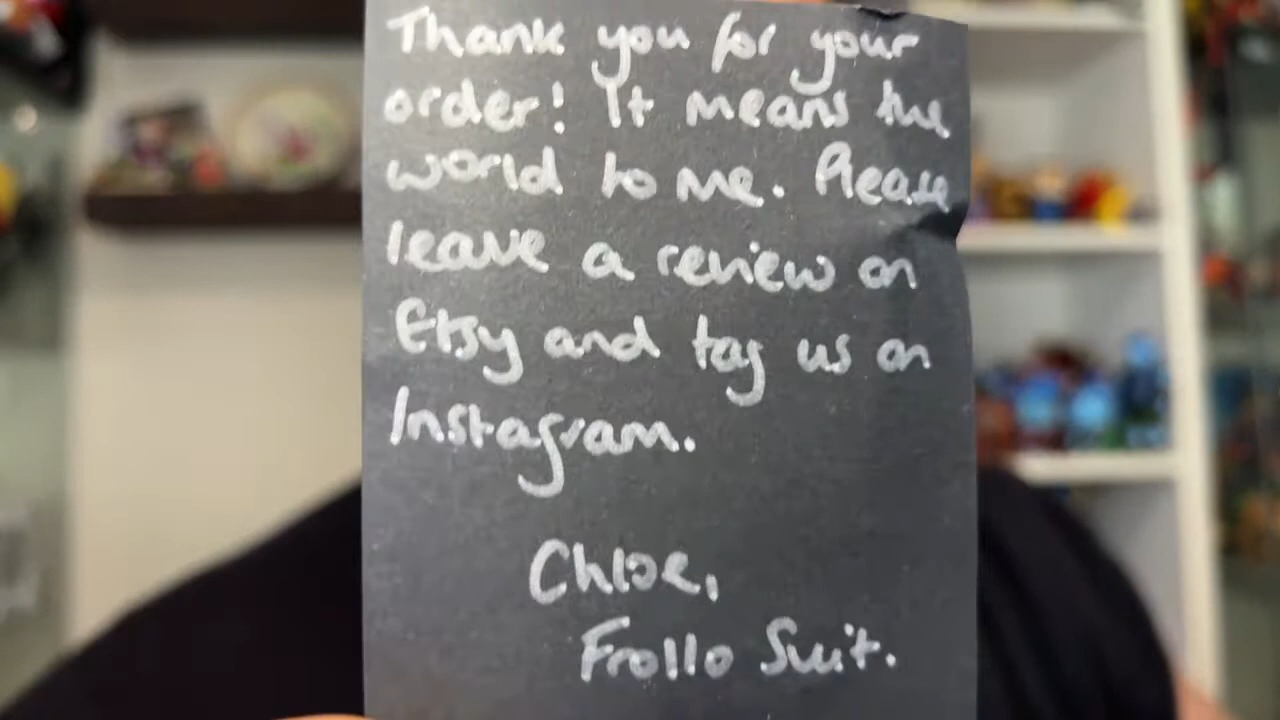 Thank you for your
order! It means the
world to me. Please
leave a review on
Etsy and tag us on
Instagram.
Chloe,
Frollo Suit.